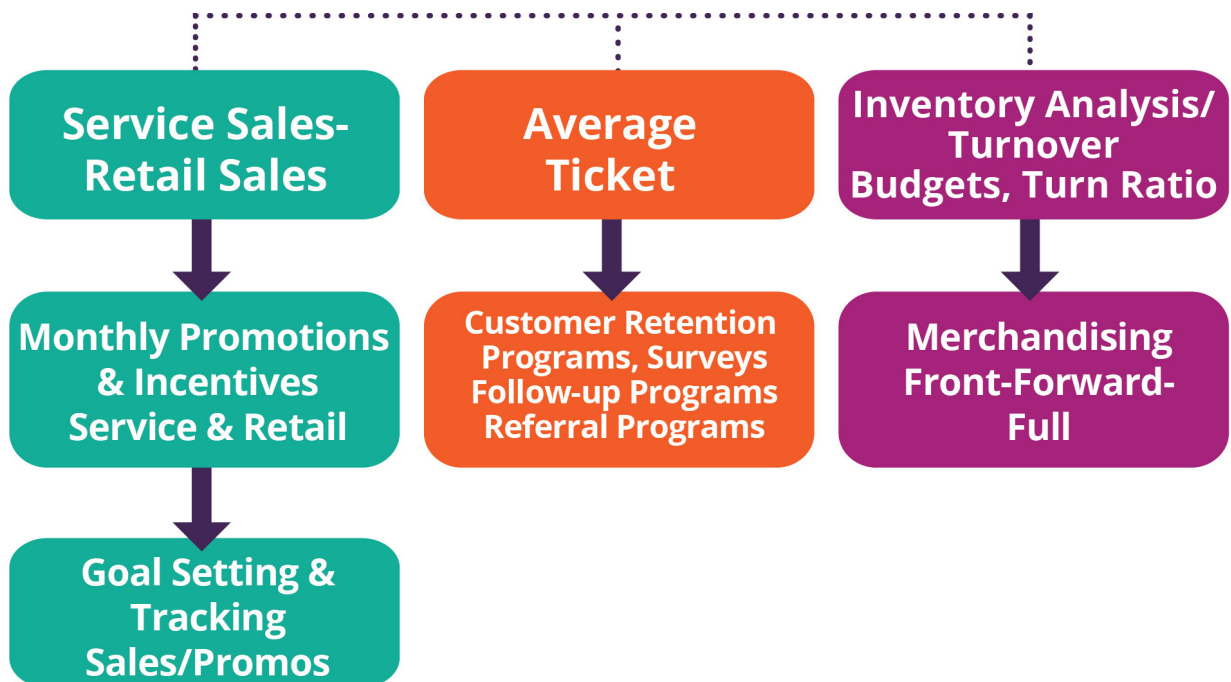 Service Sales-
Retail Sales
Average
Ticket
Inventory Analysis/
Turnover
Budgets, Turn Ratio
Monthly Promotions
& Incentives
Service & Retail
Customer Retention
Programs, Surveys
Follow-up Programs
Referral Programs
Merchandising
Front-Forward-
Full
Goal Setting &
Tracking
Sales/Promos